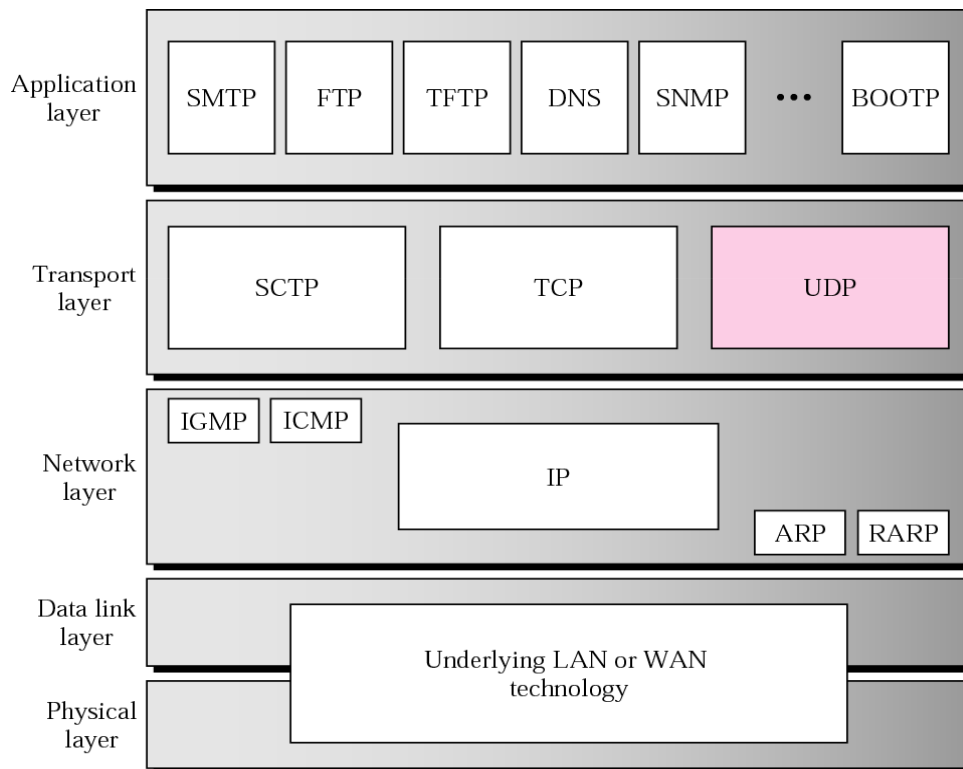 Application
layer
SMTP
FTP
TFTP
DNS
SNMP
...
BOOTP
Transport
layer
SCTP
TCP
UDP
Network
layer
IGMP
ICMP
IP
ARP
RARP
Data link
layer
Underlying LAN or WAN
technology
Physical
layer